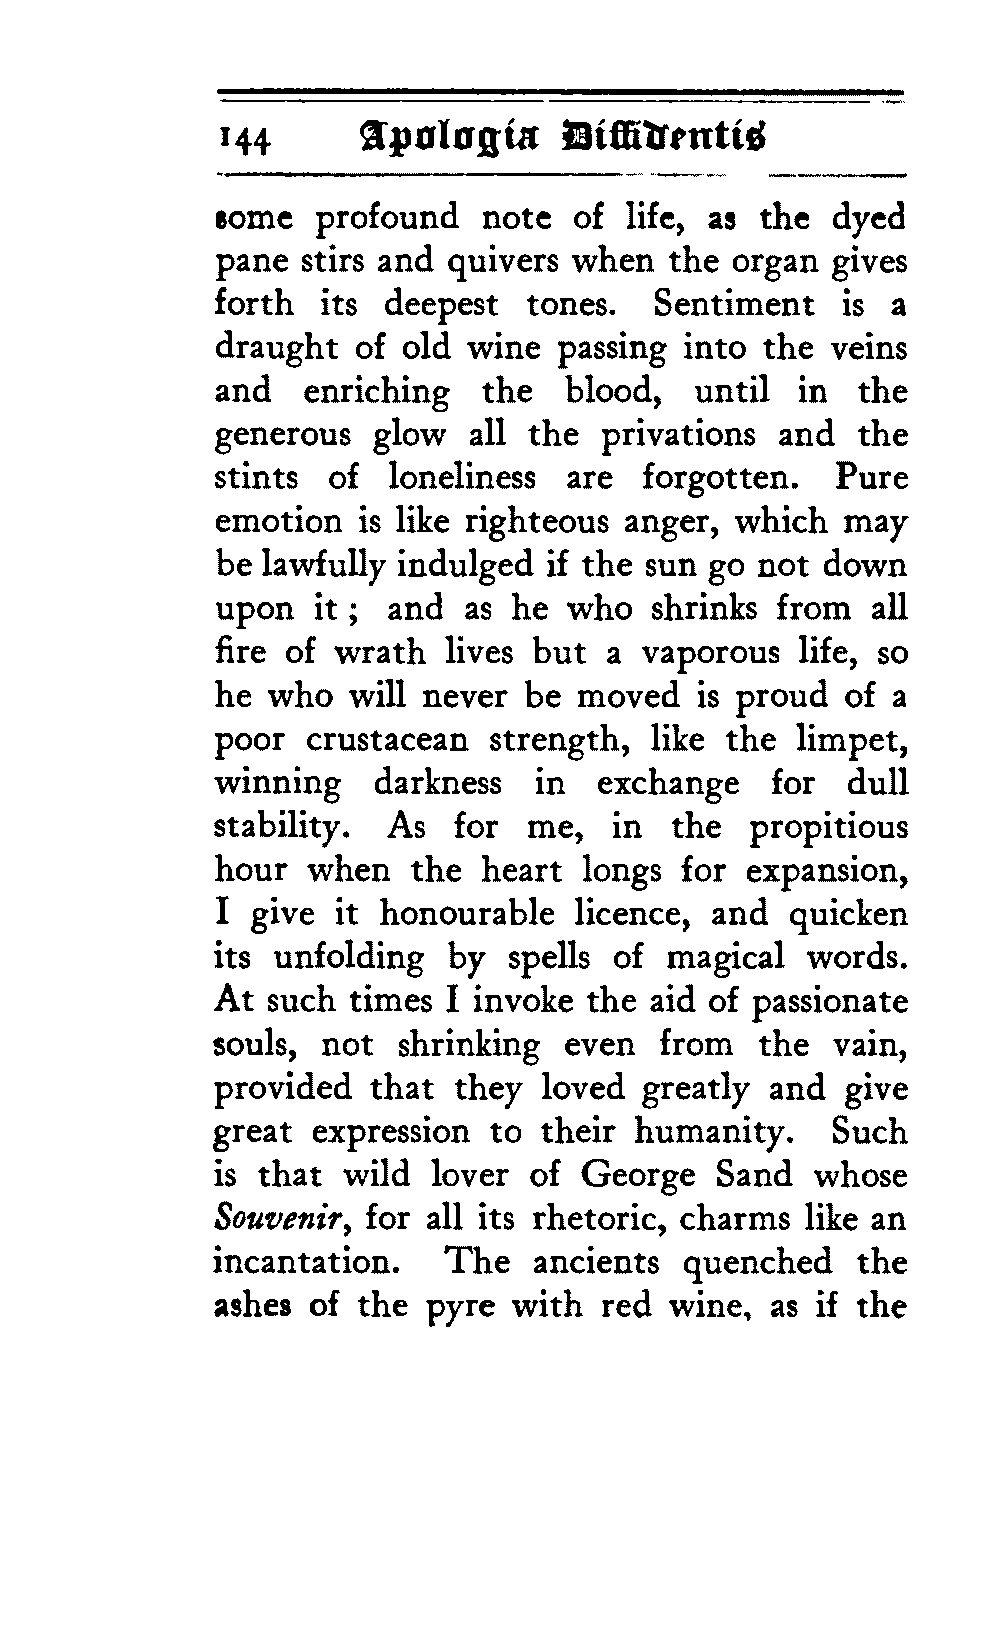 144 Apologia Diffidentis
some profound note of life, as the dyed
pane stirs and quivers when the organ gives
forth its deepest tones. Sentiment is a
draught of old wine passing into the veins
and enriching the blood, until in the
generous glow all the privations and the
stints of loneliness are forgotten. Pure
emotion is like righteous anger, which may
be lawfully indulged if the sun go not down
upon it ; and as he who shrinks from all
fire of wrath lives but a vaporous life, so
he who will never be moved is proud of a
poor crustacean strength, like the limpet,
winning darkness in exchange for dull
stability. As for me, in the propitious
hour when the heart longs for expansion,
I give it honourable licence, and quicken
its unfolding by spells of magical words.
At such times I invoke the aid of passionate
souls, not shrinking even from the vain,
provided that they loved greatly and give
great expression to their humanity. Such
is that wild lover of George Sand whose
Souvenir, for all its rhetoric, charms like an
incantation. The ancients quenched the
ashes of the pyre with red wine, as if the